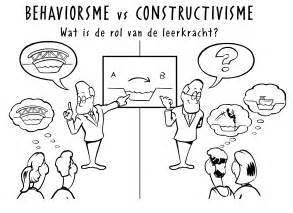 BEHAVIORSME vs CONSTRUCTIVISME
Wat is de rol van de leerkracht?
?
A B